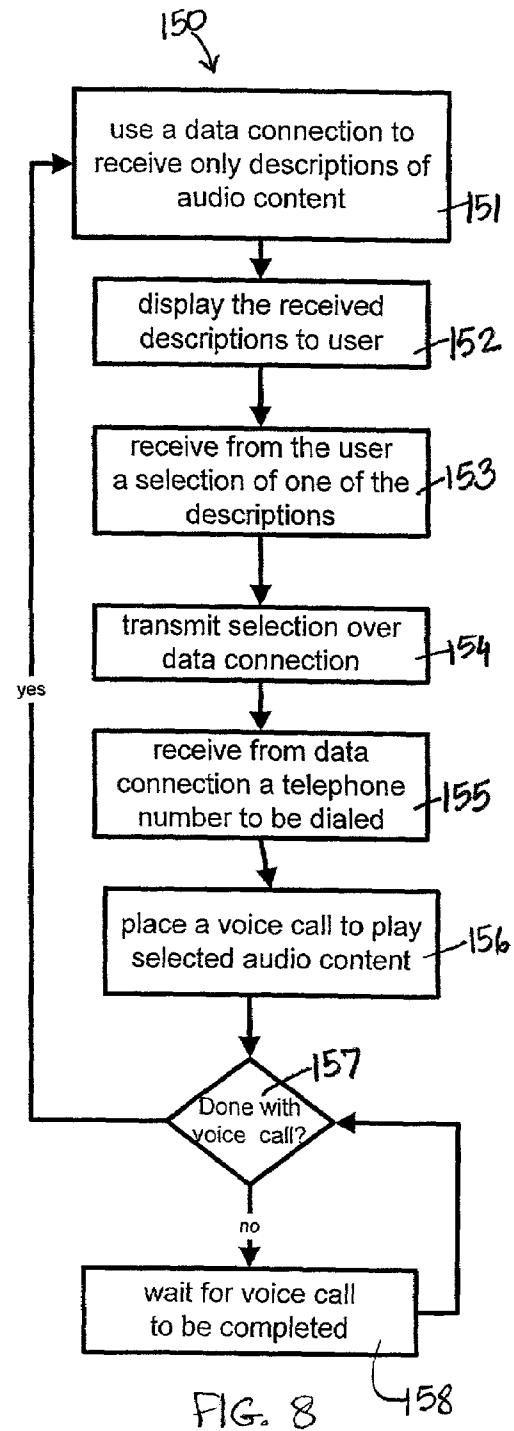 150
use a data connection to
receive only descriptions of
audio content
151
display the received
descriptions to user
152
receive from the user
a selection of one of the
descriptions
153
transmit selection over
data connection
154
receive from data
connection a telephone
number to be dialed
155
place a voice call to play
selected audio content
156
157
Done with
voice call?
yes
no
wait for voice call
to be completed
158
FIG. 8